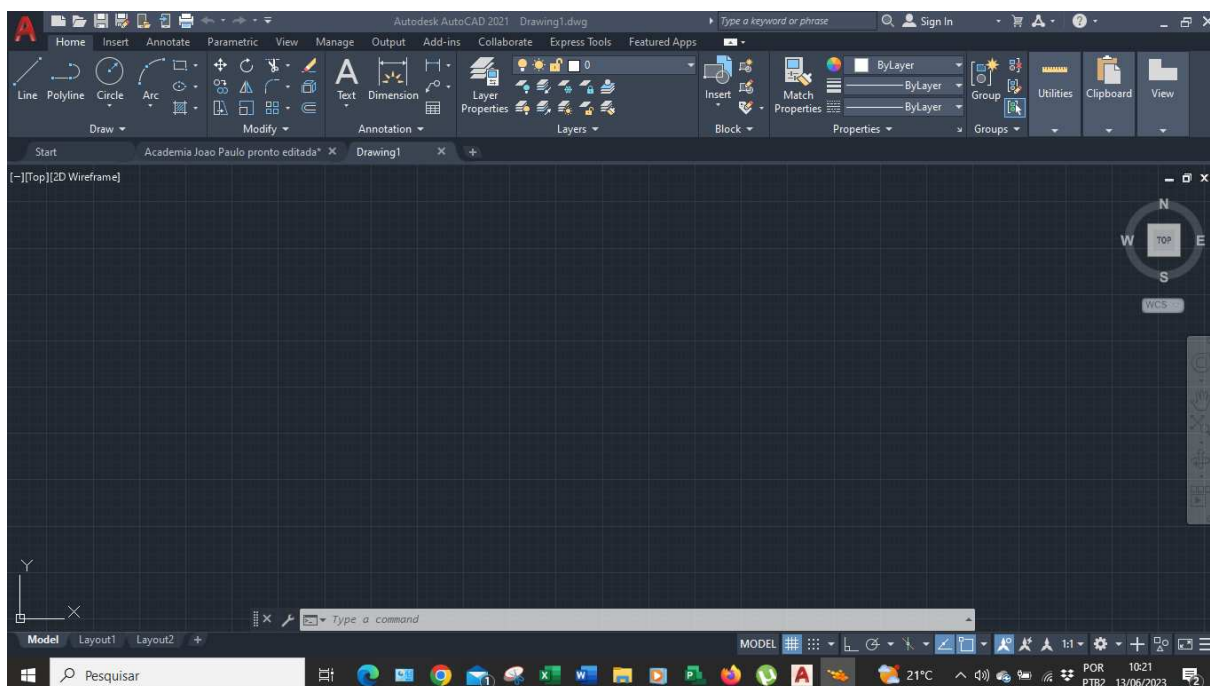 Autodesk AutoCAD 2021 Drawing1.dwg
Type a keyword or phrase
Sign In
Home Insert Annotate Parametric View Manage Output Add-ins Collaborate Express Tools Featured Apps
Line Polyline Circle Arc
Text Dimension
Layer Properties
0
Insert
Match Properties
ByLayer
ByLayer
ByLayer
Group
Utilities
Clipboard
View
Draw Modify Annotation Layers Block Properties Groups
Start Academia Joao Paulo pronto editada* Drawing1
[−][Top][2D Wireframe]
N
W TOP E
S
WCS
Y
X
Type a command
Model Layout1 Layout2 +
MODEL 1:1
Pesquisar
21°C
POR 10:21
PTB2 13/06/2023
2